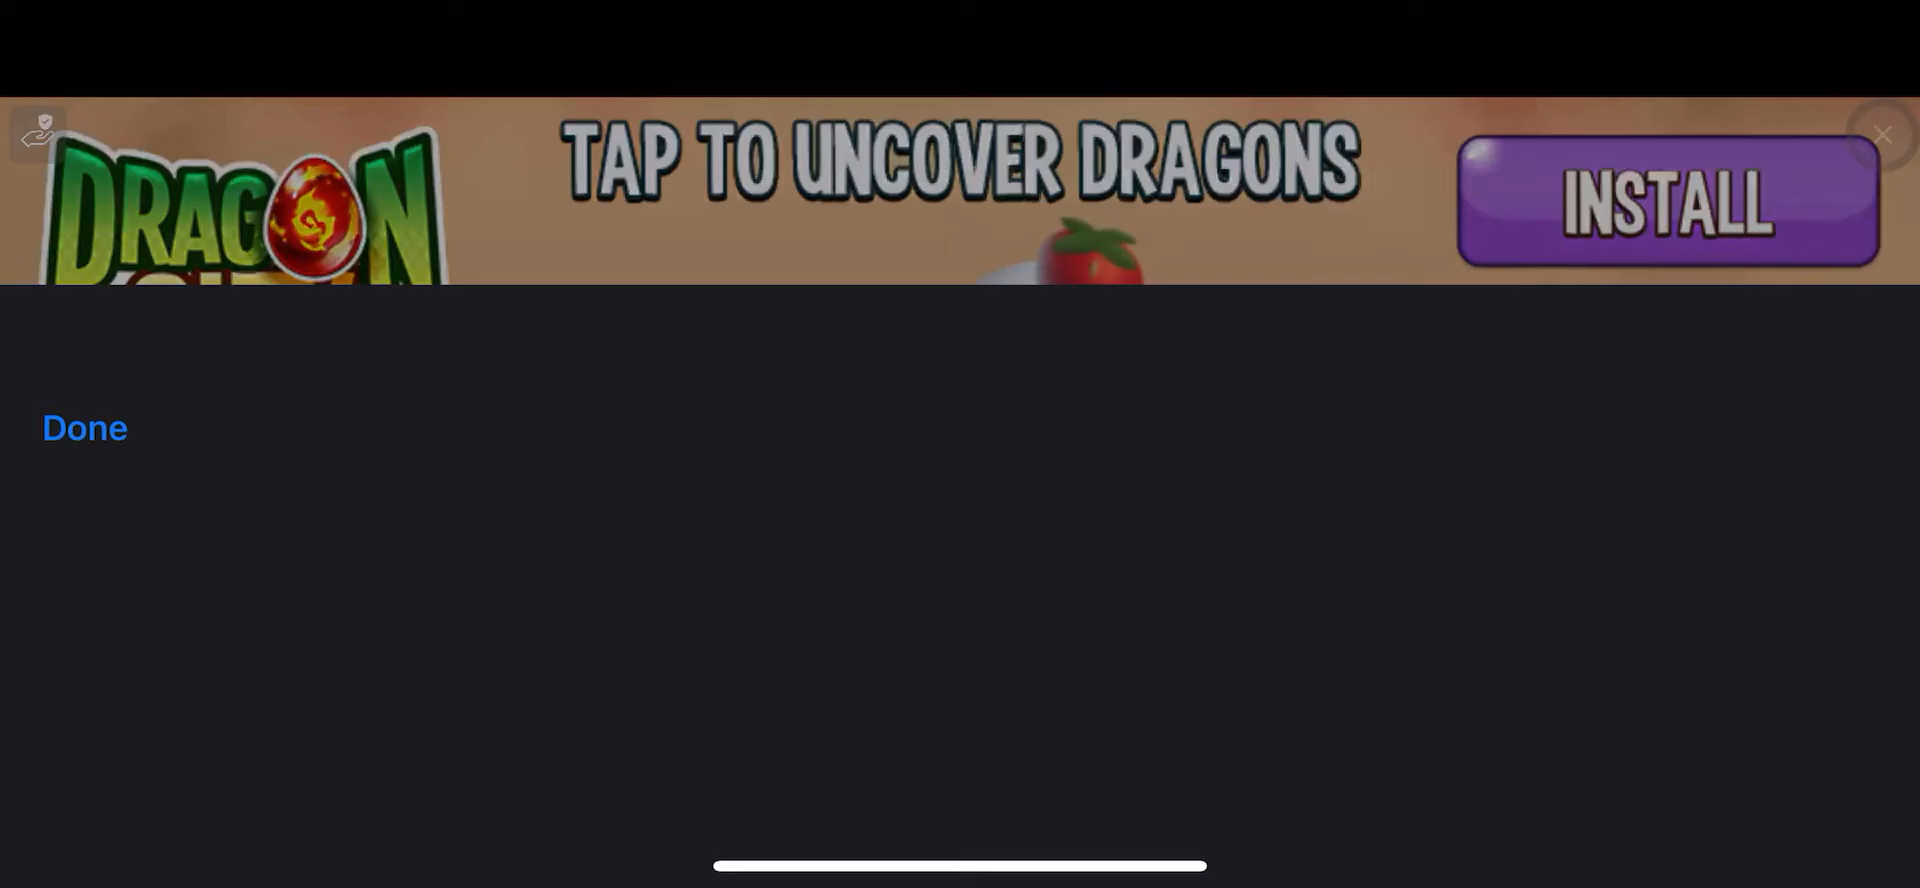 TAP TO UNCOVER DRAGONS
DRAGON
INSTALL
Done